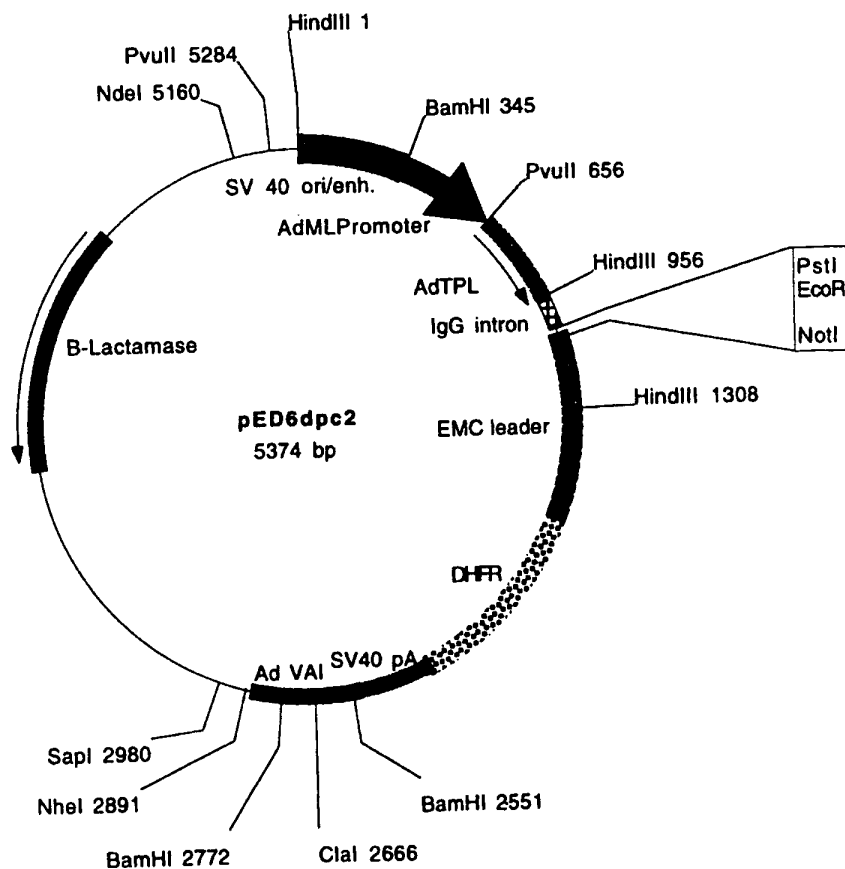 HindIII 1
PvuII 5284
NdeI 5160
BamHI 345
SV 40 ori/enh.
PvuII 656
AdMLPromoter
HindIII 956
AdTPL
PstI
EcoR
IgG intron
NotI
B-Lactamase
HindIII 1308
pED6dpc2
EMC leader
5374 bp
DHFR
SV40 pA
Ad VAI
SapI 2980
NheI 2891
BamHI 2551
BamHI 2772
ClaI 2666